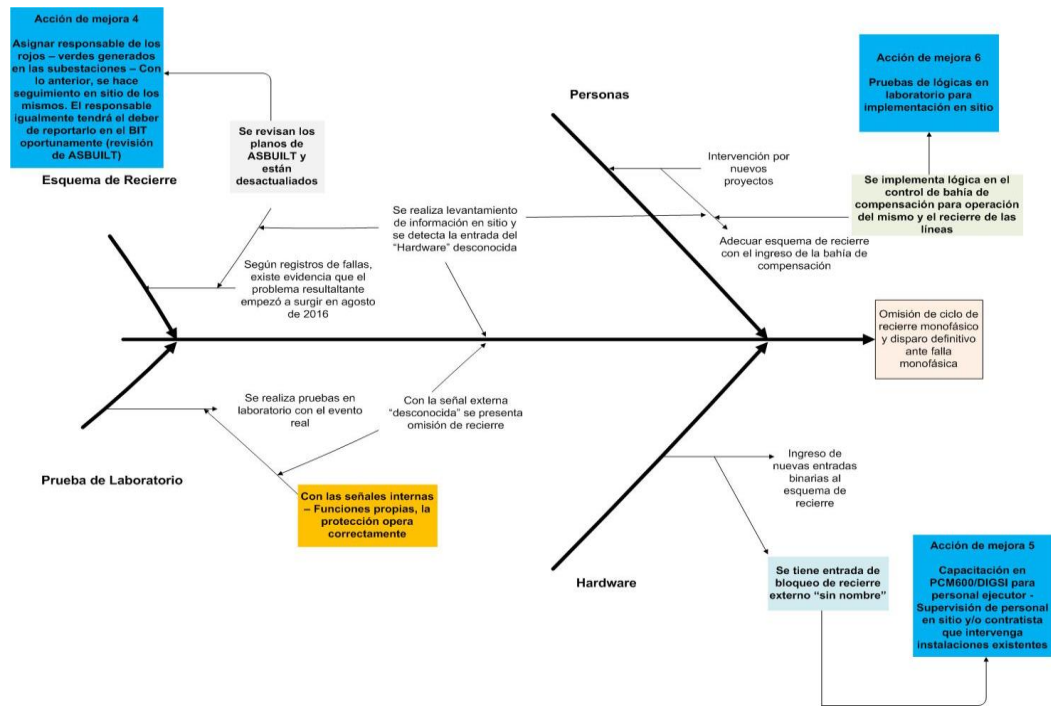 Acción de mejora 4
Asignar responsable de los
rojos – verdes generados
en las subestaciones – Con
lo anterior, se hace
seguimiento en sitio de los
mismos. El responsable
igualmente tendrá el deber
de reportarlo en el BIT
oportunamente (revisión
de ASBUILT)
Esquema de Recierre
Se revisan los
planos de
ASBUILT y
están
desactualiados
Personas
Acción de mejora 6
Pruebas de lógicas en
laboratorio para
implementación en sitio
Intervención por
nuevos
proyectos
Se implementa lógica en el
control de bahía de
compensación para operación
del mismo y el recierre de las
líneas
Se realiza levantamiento
de información en sitio y
se detecta la entrada del
“Hardware” desconocida
Adecuar esquema de recierre
con el ingreso de la bahía de
compensación
Según registros de fallas,
existe evidencia que el
problema resultaltante
empezó a surgir en agosto
de 2016
Omisión de ciclo de
recierre monofásico
y disparo definitivo
ante falla
monofásica
Se realiza pruebas en
laboratorio con el evento
real
Con la señal externa
“desconocida” se presenta
omisión de recierre
Prueba de Laboratorio
Con las señales internas
– Funciones propias, la
protección opera
correctamente
Ingreso de
nuevas entradas
binarias al
esquema de
recierre
Hardware
Se tiene entrada de
bloqueo de recierre
externo “sin nombre”
Acción de mejora 5
Capacitación en
PCM600/DIGSI para
personal ejecutor -
Supervisión de personal
en sitio y/o contratista
que intervenga
instalaciones existentes